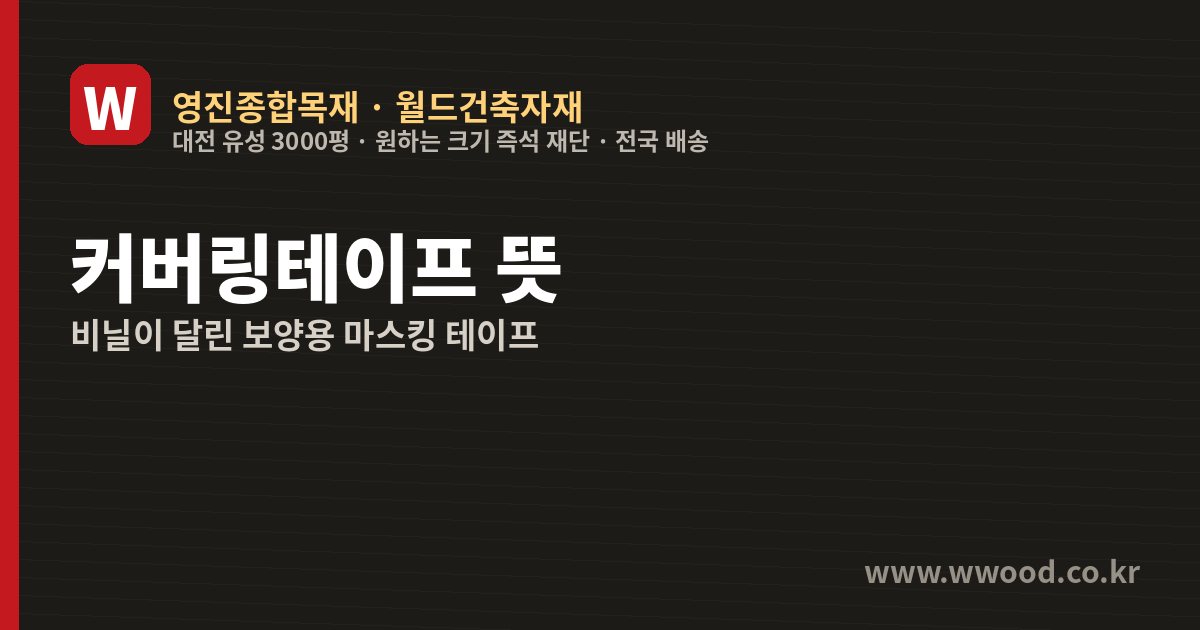 W
영진종합목재 · 월드건축자재
대전 유성 3000평 · 원하는 크기 즉석 재단 · 전국 배송
커버링테이프 뜻
비닐이 달린 보양용 마스킹 테이프
www.wwood.co.kr